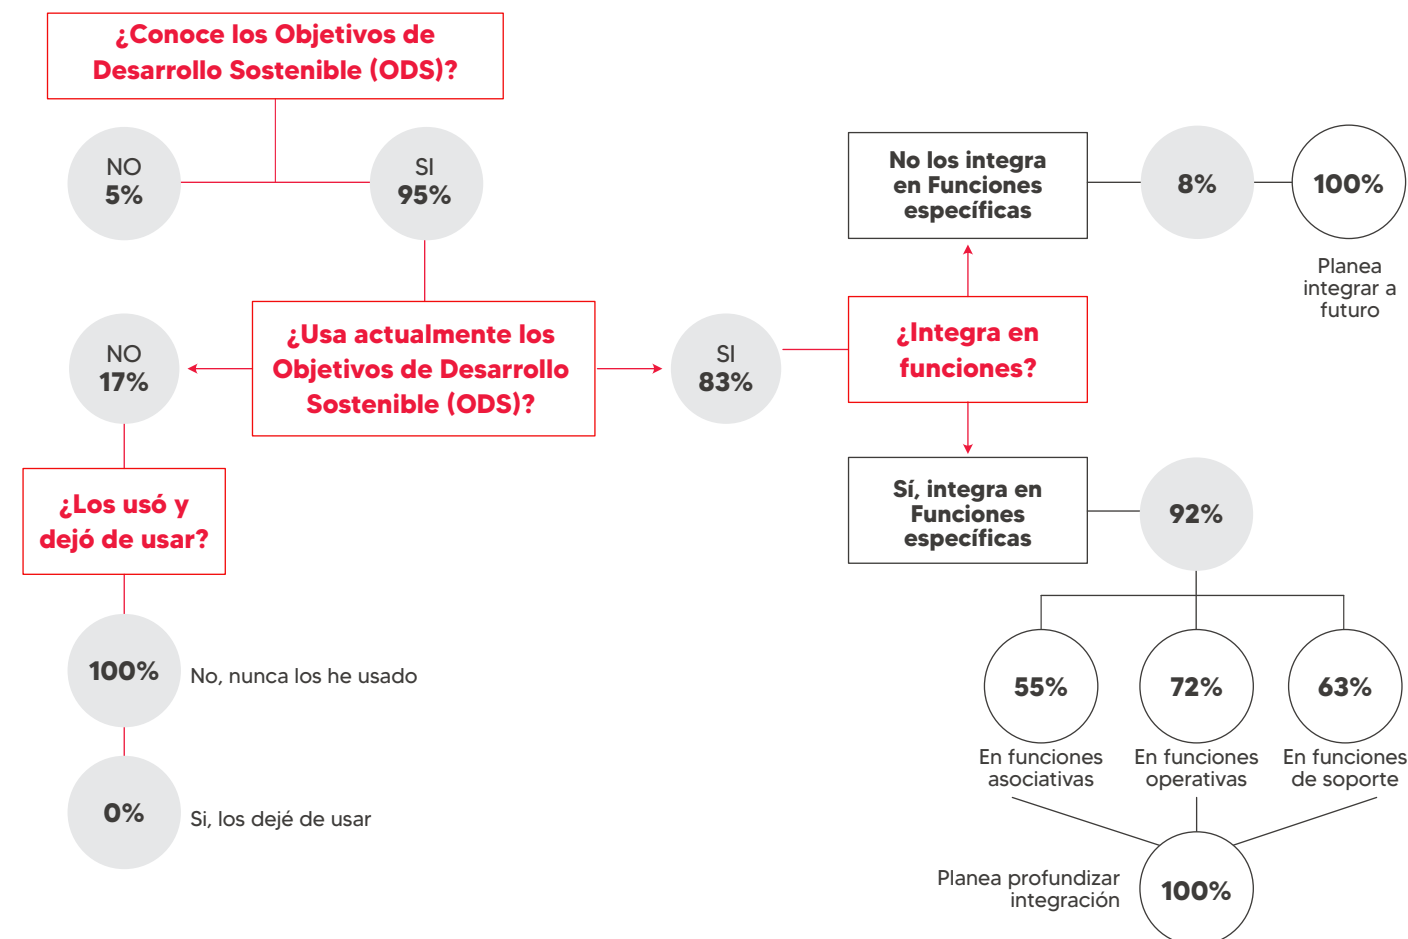 ¿Conoce los Objetivos de
Desarrollo Sostenible (ODS)?
NO
5%
SI
95%
¿Usa actualmente los
Objetivos de Desarrollo
Sostenible (ODS)?
NO
17%
SI
83%
¿Los usó y
dejó de usar?
100%
No, nunca los he usado
0%
Si, los dejé de usar
¿Integra en
funciones?
No los integra
en Funciones
específicas
8%
100%
Planea
integrar a
futuro
Sí, integra en
Funciones
específicas
92%
55%
En funciones
asociativas
72%
En funciones
operativas
63%
En funciones
de soporte
Planea profundizar
integración
100%